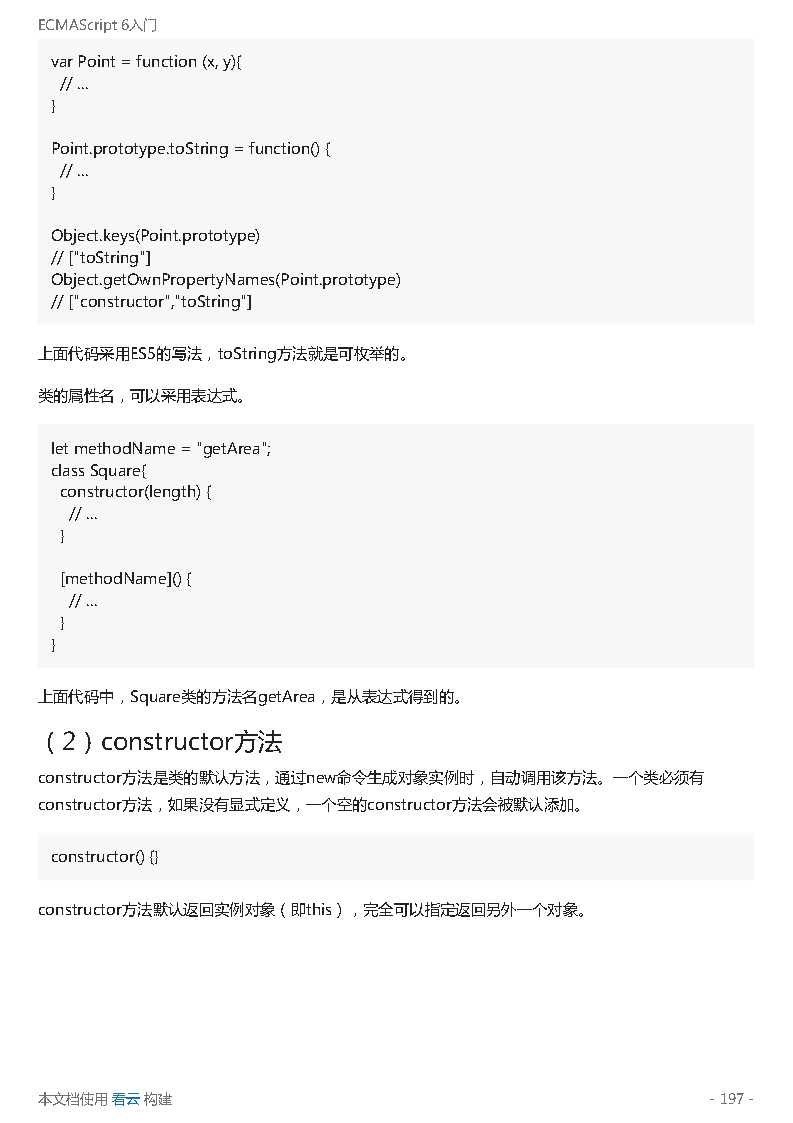 ECMAScript 6入门
var Point = function (x, y){
  // ...
}

Point.prototype.toString = function() {
  // ...
}

Object.keys(Point.prototype)
// ["toString"]
Object.getOwnPropertyNames(Point.prototype)
// ["constructor","toString"]
上面代码采用ES5的写法，toString方法就是可枚举的。
类的属性名，可以采用表达式。
let methodName = "getArea";
class Square{
  constructor(length) {
    // ...
  }

  [methodName]() {
    // ...
  }
}
上面代码中，Square类的方法名getArea，是从表达式得到的。
（2）constructor方法
constructor方法是类的默认方法，通过new命令生成对象实例时，自动调用该方法。一个类必须有
constructor方法，如果没有显式定义，一个空的constructor方法会被默认添加。
constructor() {}
constructor方法默认返回实例对象（即this），完全可以指定返回另外一个对象。
本文档使用 看云 构建
- 197 -